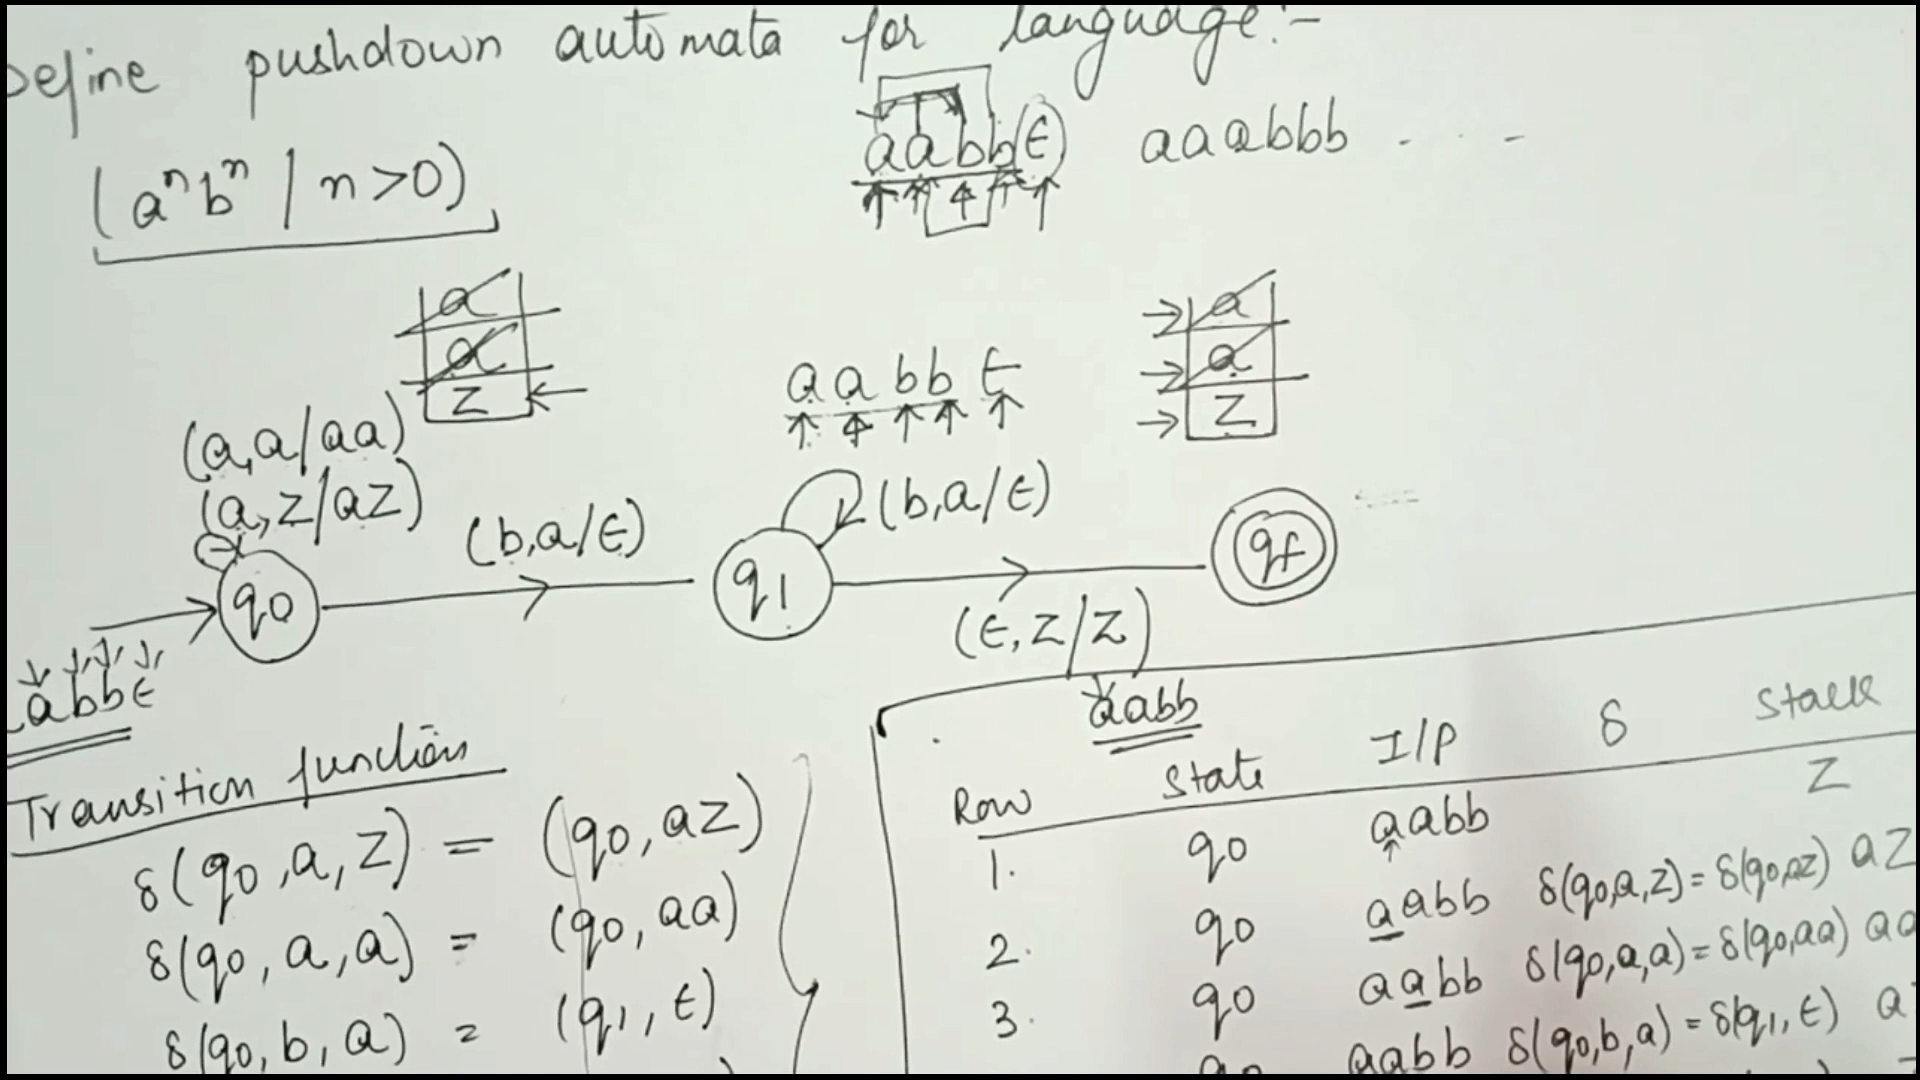 Define pushdown automata for language:-
(aⁿbⁿ / n>0)
aabb(ϵ) aaabbb - - -
a
a
Z
aabb ϵ
a
a
Z
(a,a/aa)
(a,Z/aZ)
(b,a/ϵ)
(b,a/ϵ)
q0
q1
qf
(ϵ,Z/Z)
abbϵ
aabb
Transition function
δ(q0,a,Z) = (q0,aZ)
δ(q0,a,a) = (q0,aa)
δ(q0,b,a) = (q1,ϵ)
Row State I/P δ Stack
1. q0 aabb Z
2. q0 aabb δ(q0,a,Z)=δ(q0,aZ) aZ
3. q0 aabb δ(q0,a,a)=δ(q0,aa) aa
aabb δ(q0,b,a)=δ(q1,ϵ) a